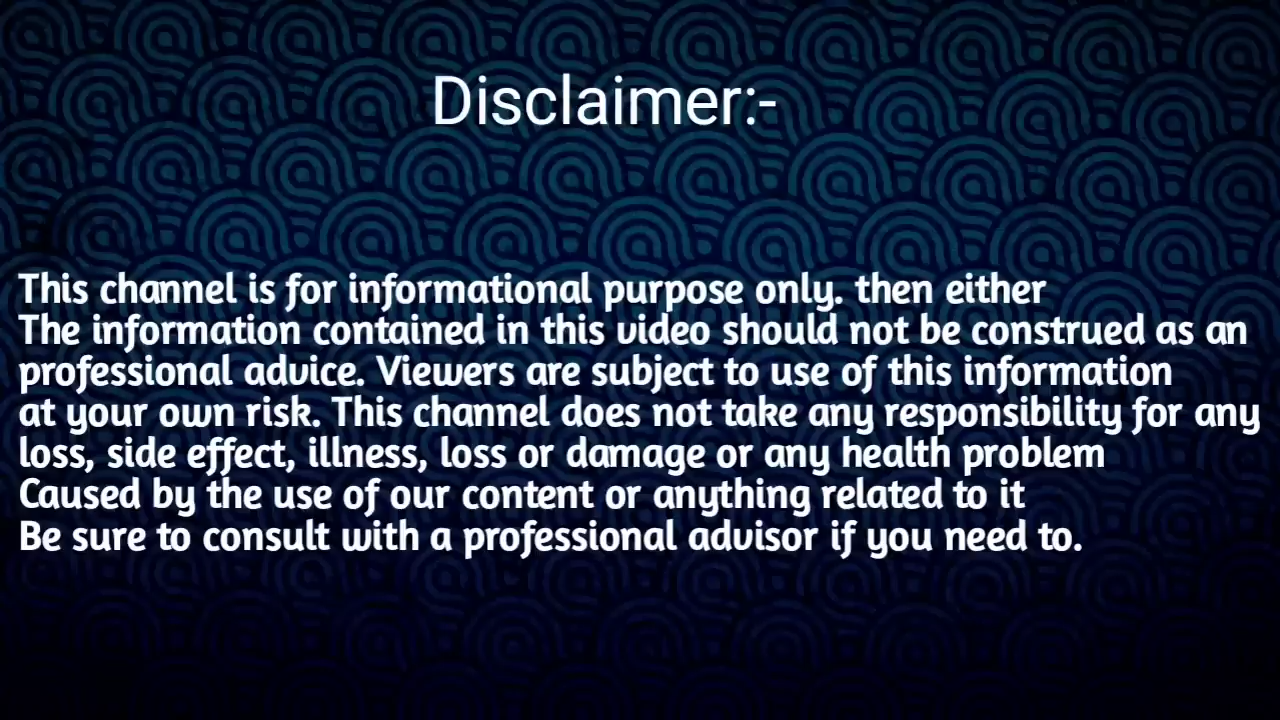 Disclaimer:-
This channel is for informational purpose only. then either
The information contained in this video should not be construed as an
professional advice. Viewers are subject to use of this information
at your own risk. This channel does not take any responsibility for any
loss, side effect, illness, loss or damage or any health problem
Caused by the use of our content or anything related to it
Be sure to consult with a professional advisor if you need to.